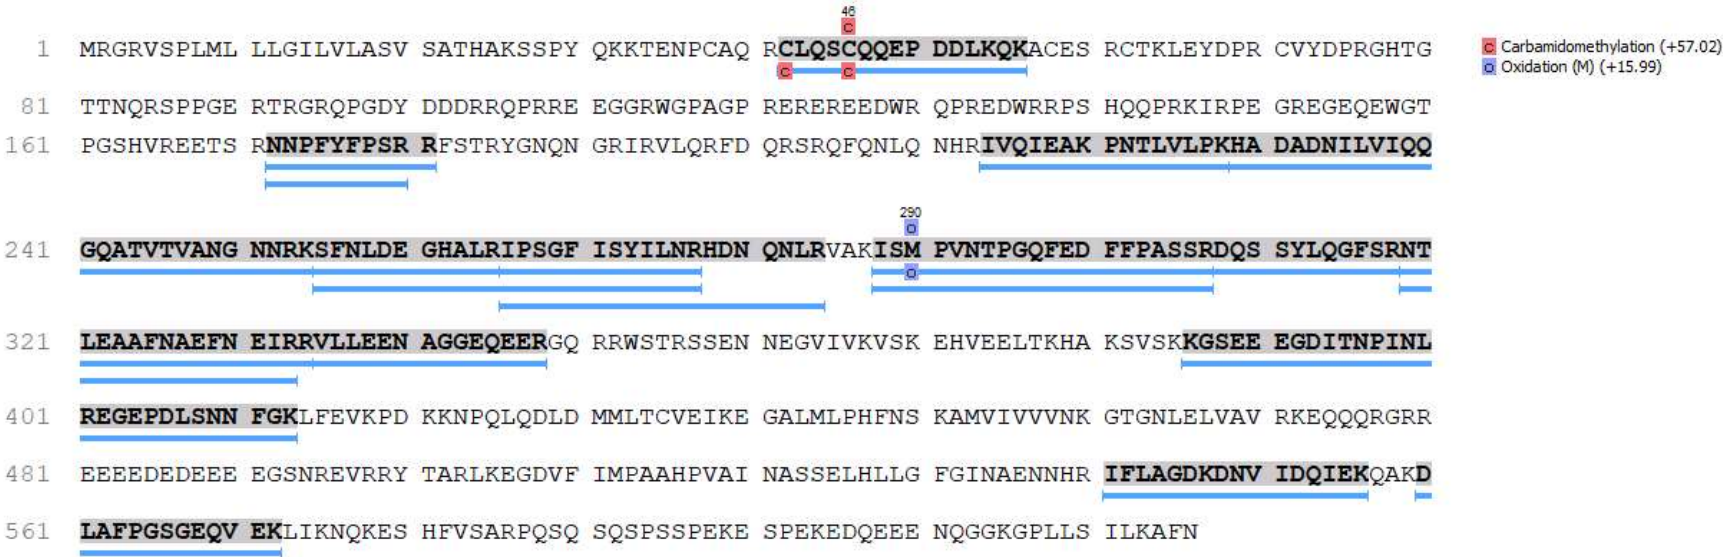 46
c
1 MRGRVSPLML LLGILVLASV SATHAKSSPY QKKTENPCAQ RCLQSCQQEP DDLKQKACES RCTKLEYDPR CVYDPRGHTG
c c
c Carbamidomethylation (+57.02)
o Oxidation (M) (+15.99)
81 TTNQRSPPGE RTRGRQPGDY DDDRRQPRRE EGGRWGPAGP REREREEDWR QPREDWRRPS HQQPRKIRPE GREGEQEWGT
161 PGSHVREETS RNNPFYFPSR RFSTRYGNQN GRIRVLQRFD QRSRQFQNLQ NHRIVQIEAK PNTLVLPKHA DADNILVIQQ
290
o
241 GQATVTVANG NNRKSFNLDE GHALRIPSGF ISYILNRHDN QNLRVAKISM PVNTPGQFED FFPASSRDQS SYLQGFSRNT
o
321 LEAAFNAEFN EIRRVLLEEN AGGEQEERGQ RRWSTRSSEN NEGVIVKVSK EHVEELTKHA KSVSKKGSEE EGDITNPINL
401 REGEPDLSNN FGKLFEVKPD KKNPQLQDLD MMLTCVEIKE GALMLPHFNS KAMVIVVVNK GTGNLELVAV RKEQQQRGRR
481 EEEEDEDEEE EGSNREVRRY TARLKEGDVF IMPAAHPVAI NASSELHLLG FGINAENNHR IFLAGDKDNV IDQIEKQAKD
561 LAFPGSGEQV EKLIKNQKES HFVSARPQSQ SQSPSSPEKE SPEKEDQEEE NQGGKGPLLS ILKAFN